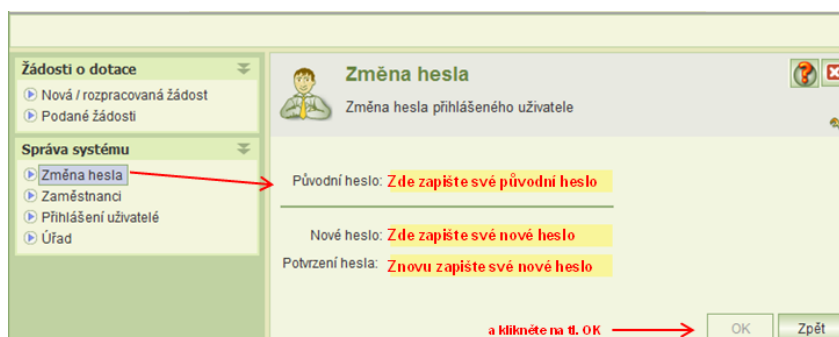 Žádosti o dotace
Nová / rozpracovaná žádost
Podané žádosti
Správa systému
Změna hesla
Zaměstnanci
Přihlášení uživatelé
Úřad
Změna hesla
Změna hesla přihlášeného uživatele
Původní heslo: Zde zapište své původní heslo
Nové heslo: Zde zapište své nové heslo
Potvrzení hesla: Znovu zapište své nové heslo
a klikněte na tl. OK
OK
Zpět